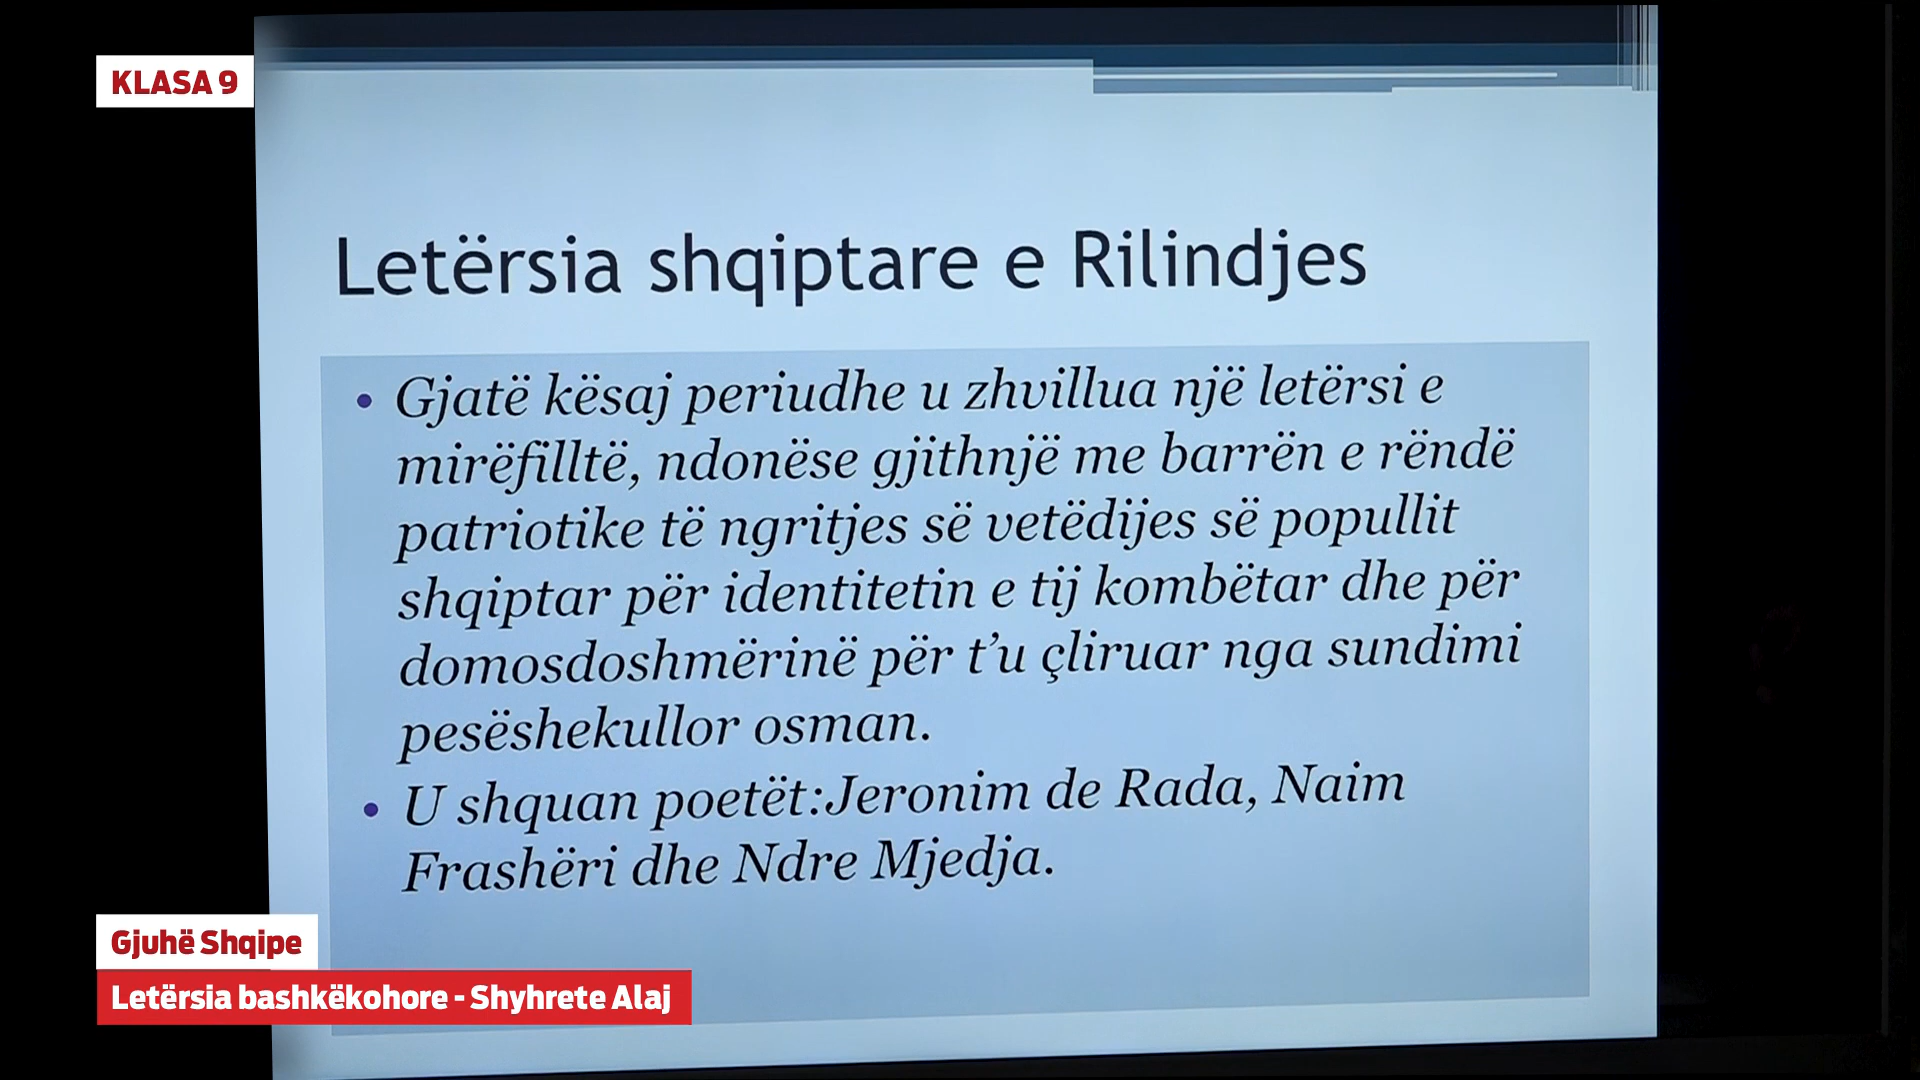 KLASA 9
Letërsia shqiptare e Rilindjes
• Gjatë kësaj periudhe u zhvillua një letërsi e
mirëfilltë, ndonëse gjithnjë me barrën e rëndë
patriotike të ngritjes së vetëdijes së popullit
shqiptar për identitetin e tij kombëtar dhe për
domosdoshmërinë për t’u çliruar nga sundimi
pesëshekullor osman.
• U shquan poetët:Jeronim de Rada, Naim
Frashëri dhe Ndre Mjedja.
Gjuhë Shqipe
Letërsia bashkëkohore - Shyhrete Alaj